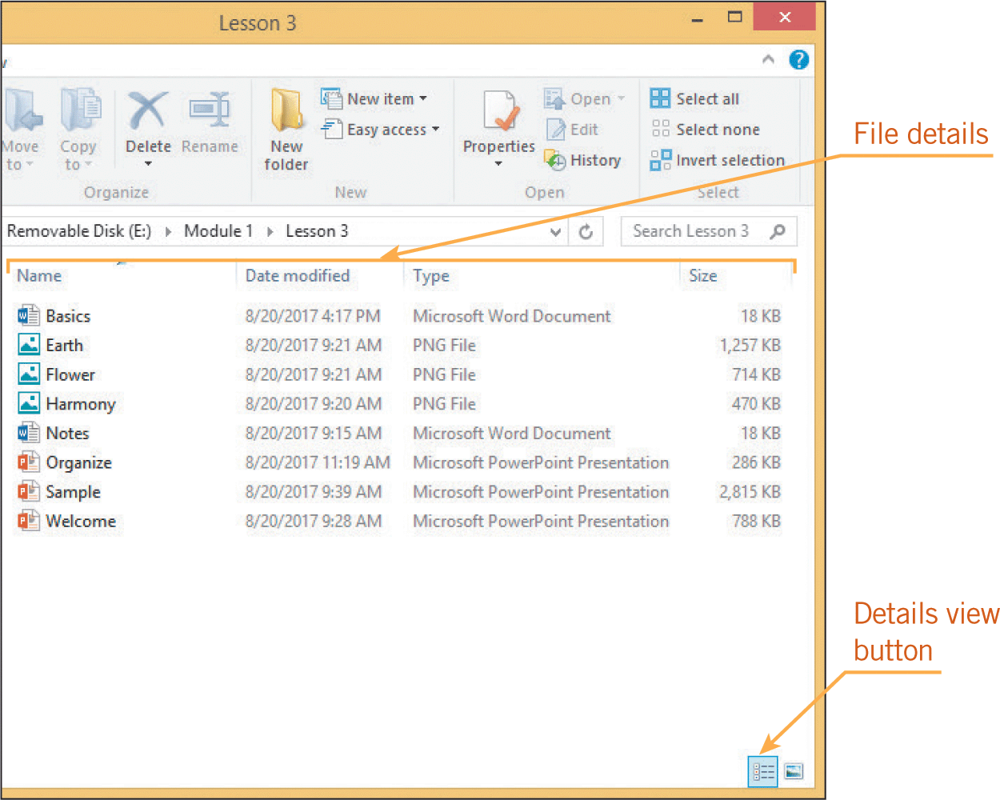 Lesson 3
Move to
Copy to
Delete
Rename
Organize
New folder
New item
Easy access
New
Properties
Open
Edit
History
Open
Select all
Select none
Invert selection
Select
File details
Removable Disk (E:) Module 1 Lesson 3
Search Lesson 3
Name Date modified Type Size
Basics 8/20/2017 4:17 PM Microsoft Word Document 18 KB
Earth 8/20/2017 9:21 AM PNG File 1,257 KB
Flower 8/20/2017 9:21 AM PNG File 714 KB
Harmony 8/20/2017 9:20 AM PNG File 470 KB
Notes 8/20/2017 9:15 AM Microsoft Word Document 18 KB
Organize 8/20/2017 11:19 AM Microsoft PowerPoint Presentation 286 KB
Sample 8/20/2017 9:39 AM Microsoft PowerPoint Presentation 2,815 KB
Welcome 8/20/2017 9:28 AM Microsoft PowerPoint Presentation 788 KB
Details view
button